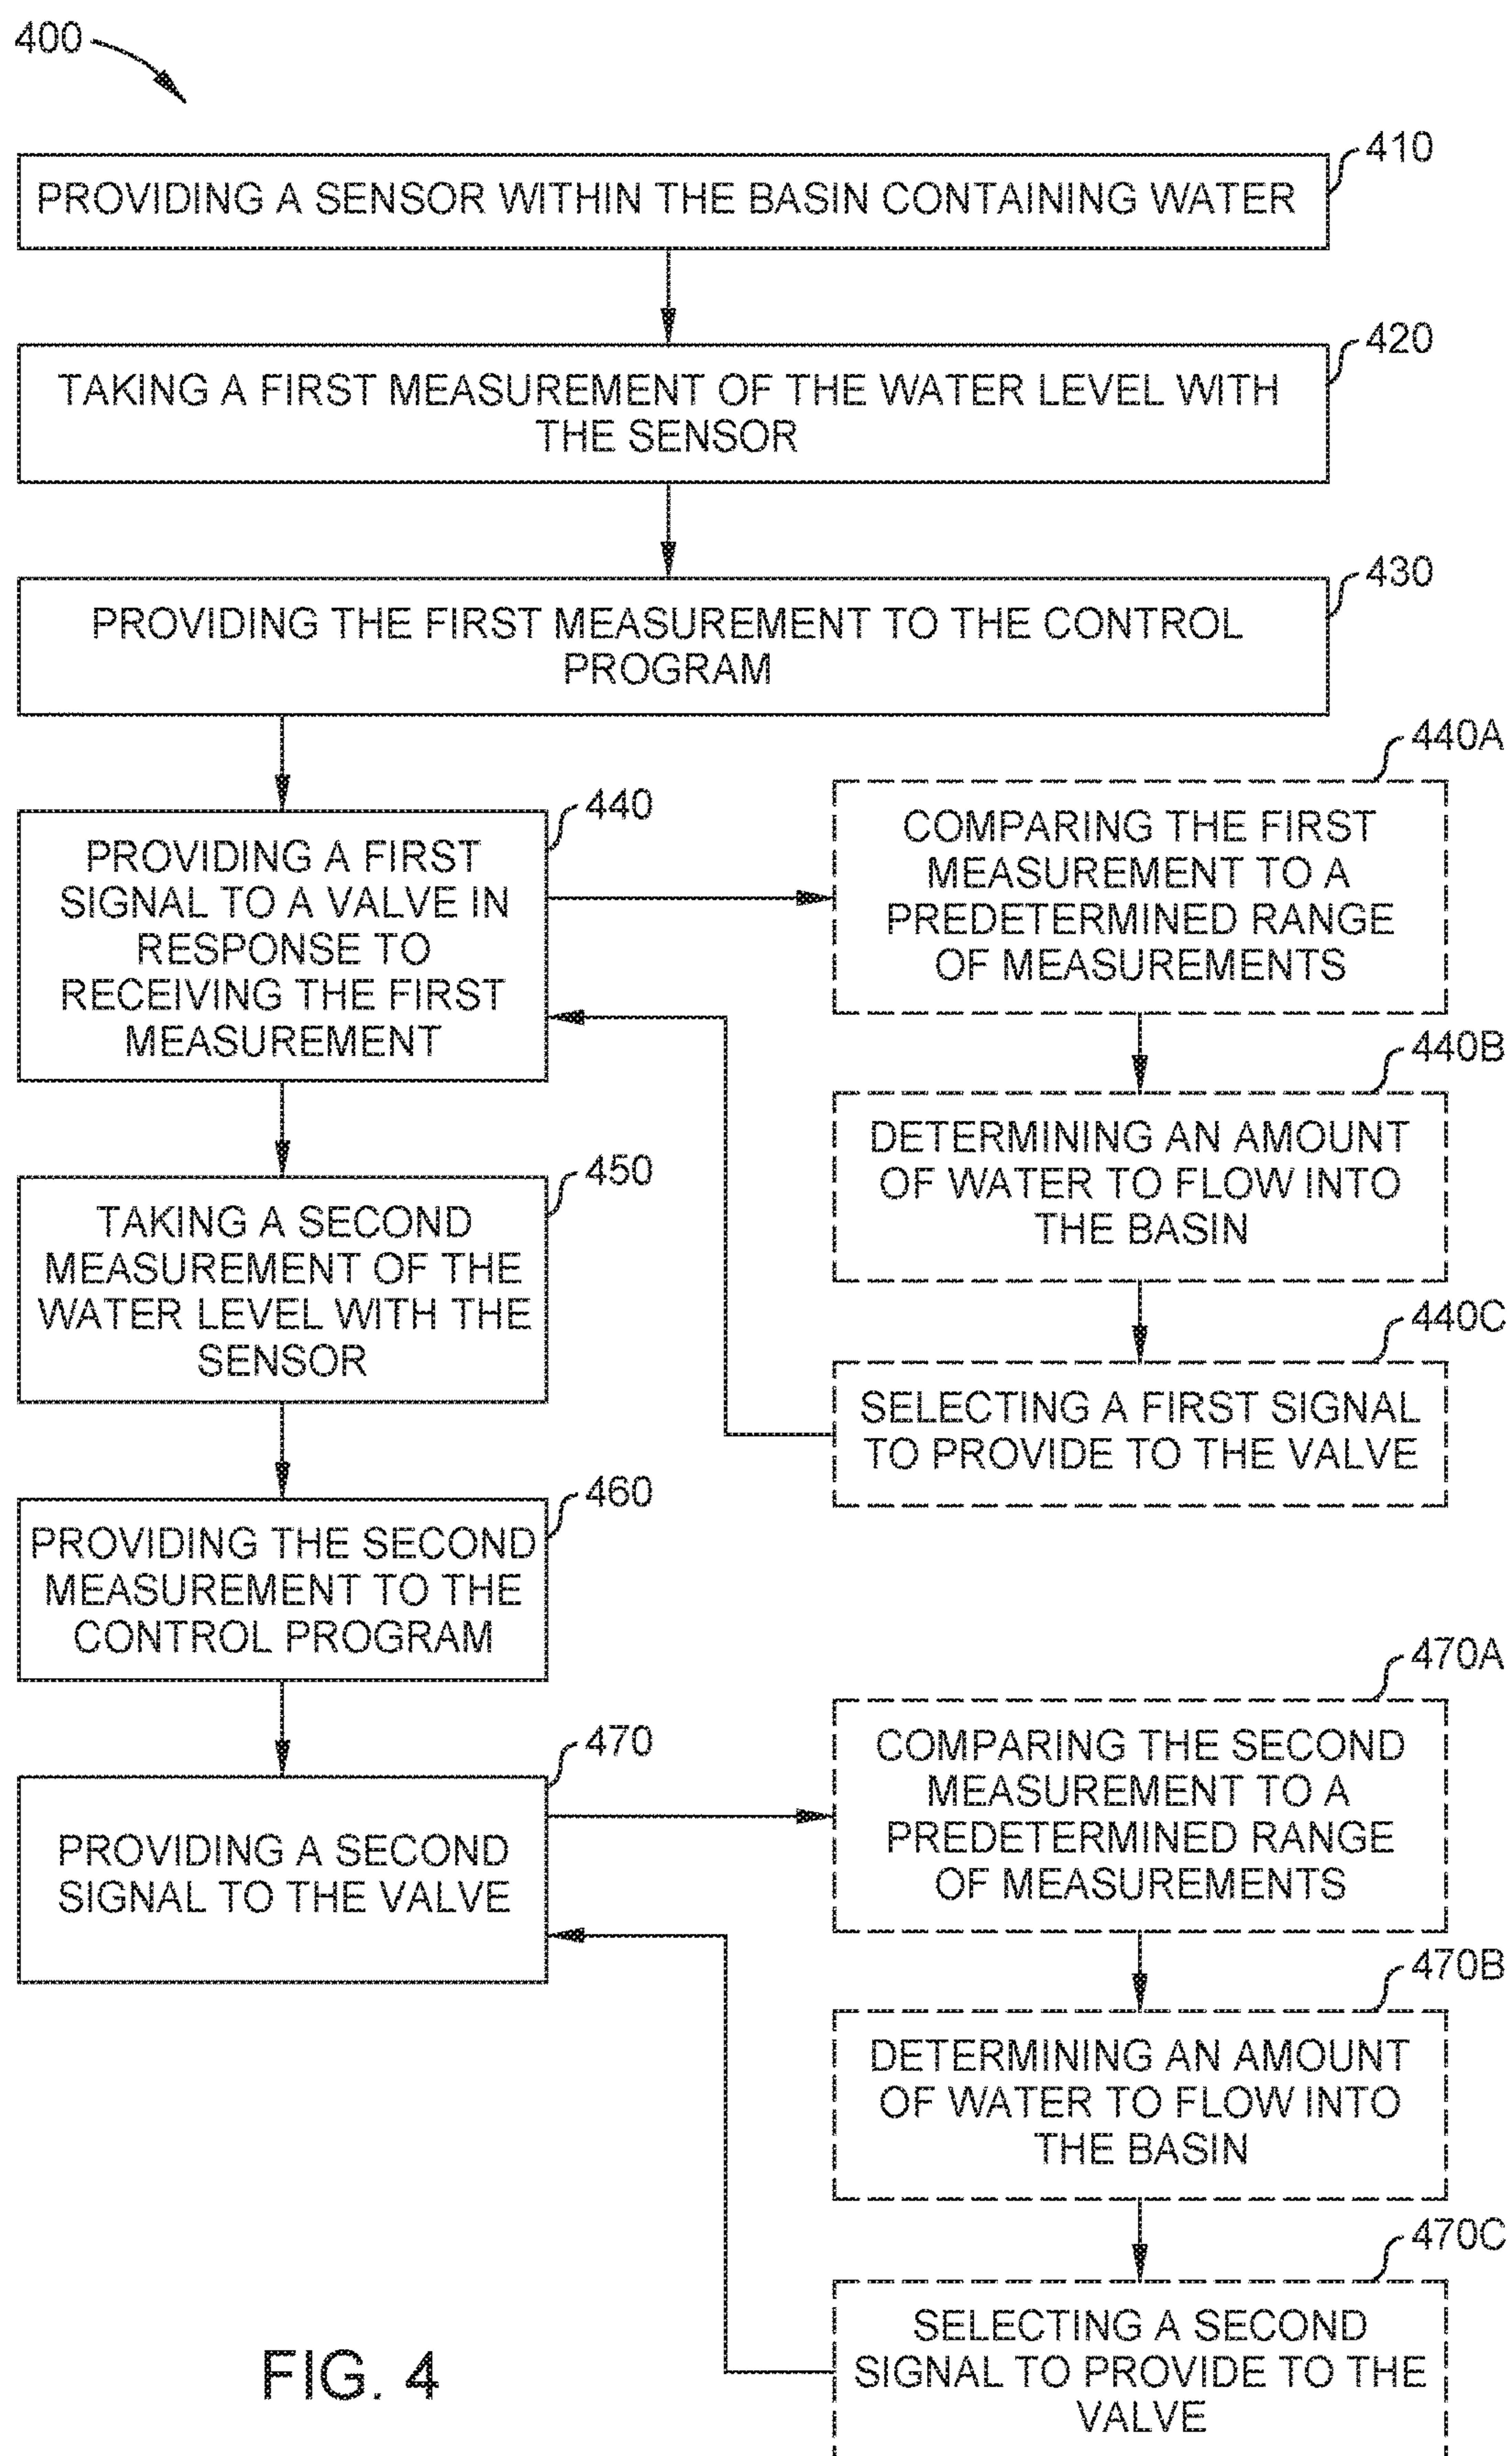 400
410
PROVIDING A SENSOR WITHIN THE BASIN CONTAINING WATER
420
TAKING A FIRST MEASUREMENT OF THE WATER LEVEL WITH
THE SENSOR
430
PROVIDING THE FIRST MEASUREMENT TO THE CONTROL
PROGRAM
440
PROVIDING A FIRST
SIGNAL TO A VALVE IN
RESPONSE TO
RECEIVING THE FIRST
MEASUREMENT
440A
COMPARING THE FIRST
MEASUREMENT TO A
PREDETERMINED RANGE
OF MEASUREMENTS
440B
DETERMINING AN AMOUNT
OF WATER TO FLOW INTO
THE BASIN
440C
SELECTING A FIRST SIGNAL
TO PROVIDE TO THE VALVE
450
TAKING A SECOND
MEASUREMENT OF THE
WATER LEVEL WITH THE
SENSOR
460
PROVIDING THE SECOND
MEASUREMENT TO THE
CONTROL PROGRAM
470
PROVIDING A SECOND
SIGNAL TO THE VALVE
470A
COMPARING THE SECOND
MEASUREMENT TO A
PREDETERMINED RANGE
OF MEASUREMENTS
470B
DETERMINING AN AMOUNT
OF WATER TO FLOW INTO
THE BASIN
470C
SELECTING A SECOND
SIGNAL TO PROVIDE TO THE
VALVE
FIG. 4